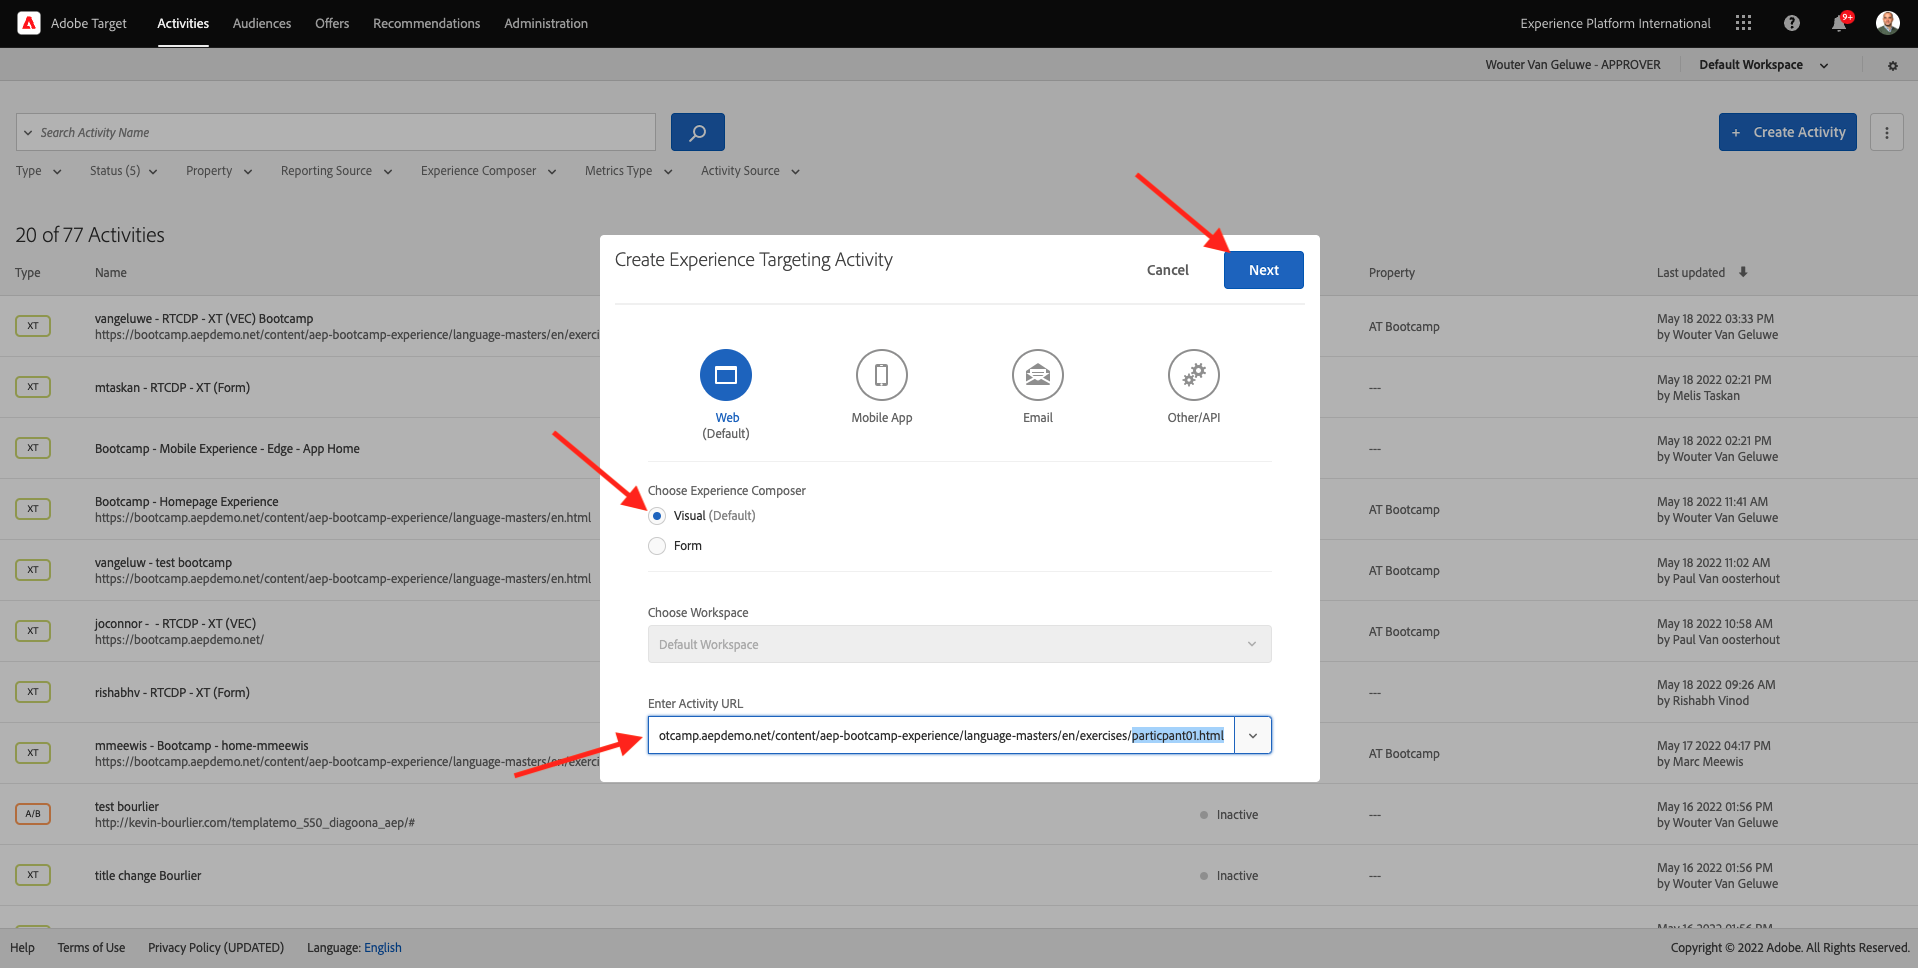 Adobe Target
Activities
Audiences
Offers
Recommendations
Administration
Experience Platform International
9+
Wouter Van Geluwe - APPROVER
Default Workspace
Search Activity Name
+ Create Activity
Type
Status (5)
Property
Reporting Source
Experience Composer
Metrics Type
Activity Source
20 of 77 Activities
Type
Name
Property
Last updated
XT
vangeluwe - RTCDP - XT (VEC) Bootcamp
https://bootcamp.aepdemo.net/content/aep-bootcamp-experience/language-masters/en/exerci
AT Bootcamp
May 18 2022 03:33 PM
by Wouter Van Geluwe
XT
mtaskan - RTCDP - XT (Form)
---
May 18 2022 02:21 PM
by Melis Taskan
XT
Bootcamp - Mobile Experience - Edge - App Home
---
May 18 2022 02:21 PM
by Wouter Van Geluwe
XT
Bootcamp - Homepage Experience
https://bootcamp.aepdemo.net/content/aep-bootcamp-experience/language-masters/en.html
AT Bootcamp
May 18 2022 11:41 AM
by Wouter Van Geluwe
XT
vangeluw - test bootcamp
https://bootcamp.aepdemo.net/content/aep-bootcamp-experience/language-masters/en.html
AT Bootcamp
May 18 2022 11:02 AM
by Paul Van oosterhout
XT
joconnor - - RTCDP - XT (VEC)
https://bootcamp.aepdemo.net/
AT Bootcamp
May 18 2022 10:58 AM
by Paul Van oosterhout
XT
rishabhv - RTCDP - XT (Form)
---
May 18 2022 09:26 AM
by Rishabh Vinod
XT
mmeewis - Bootcamp - home-mmeewis
https://bootcamp.aepdemo.net/content/aep-bootcamp-experience/language-masters/en/exerci
AT Bootcamp
May 17 2022 04:17 PM
by Marc Meewis
A/B
test bourlier
http://kevin-bourlier.com/templatemo_550_diagoona_aep/#
Inactive
---
May 16 2022 01:56 PM
by Wouter Van Geluwe
XT
title change Bourlier
Inactive
---
May 16 2022 01:56 PM
by Wouter Van Geluwe
May 16 2022 01:56 PM
Create Experience Targeting Activity
Cancel
Next
Web
(Default)
Mobile App
Email
Other/API
Choose Experience Composer
Visual (Default)
Form
Choose Workspace
Default Workspace
Enter Activity URL
otcamp.aepdemo.net/content/aep-bootcamp-experience/language-masters/en/exercises/particpant01.html
Help
Terms of Use
Privacy Policy (UPDATED)
Language: English
Copyright © 2022 Adobe. All Rights Reserved.